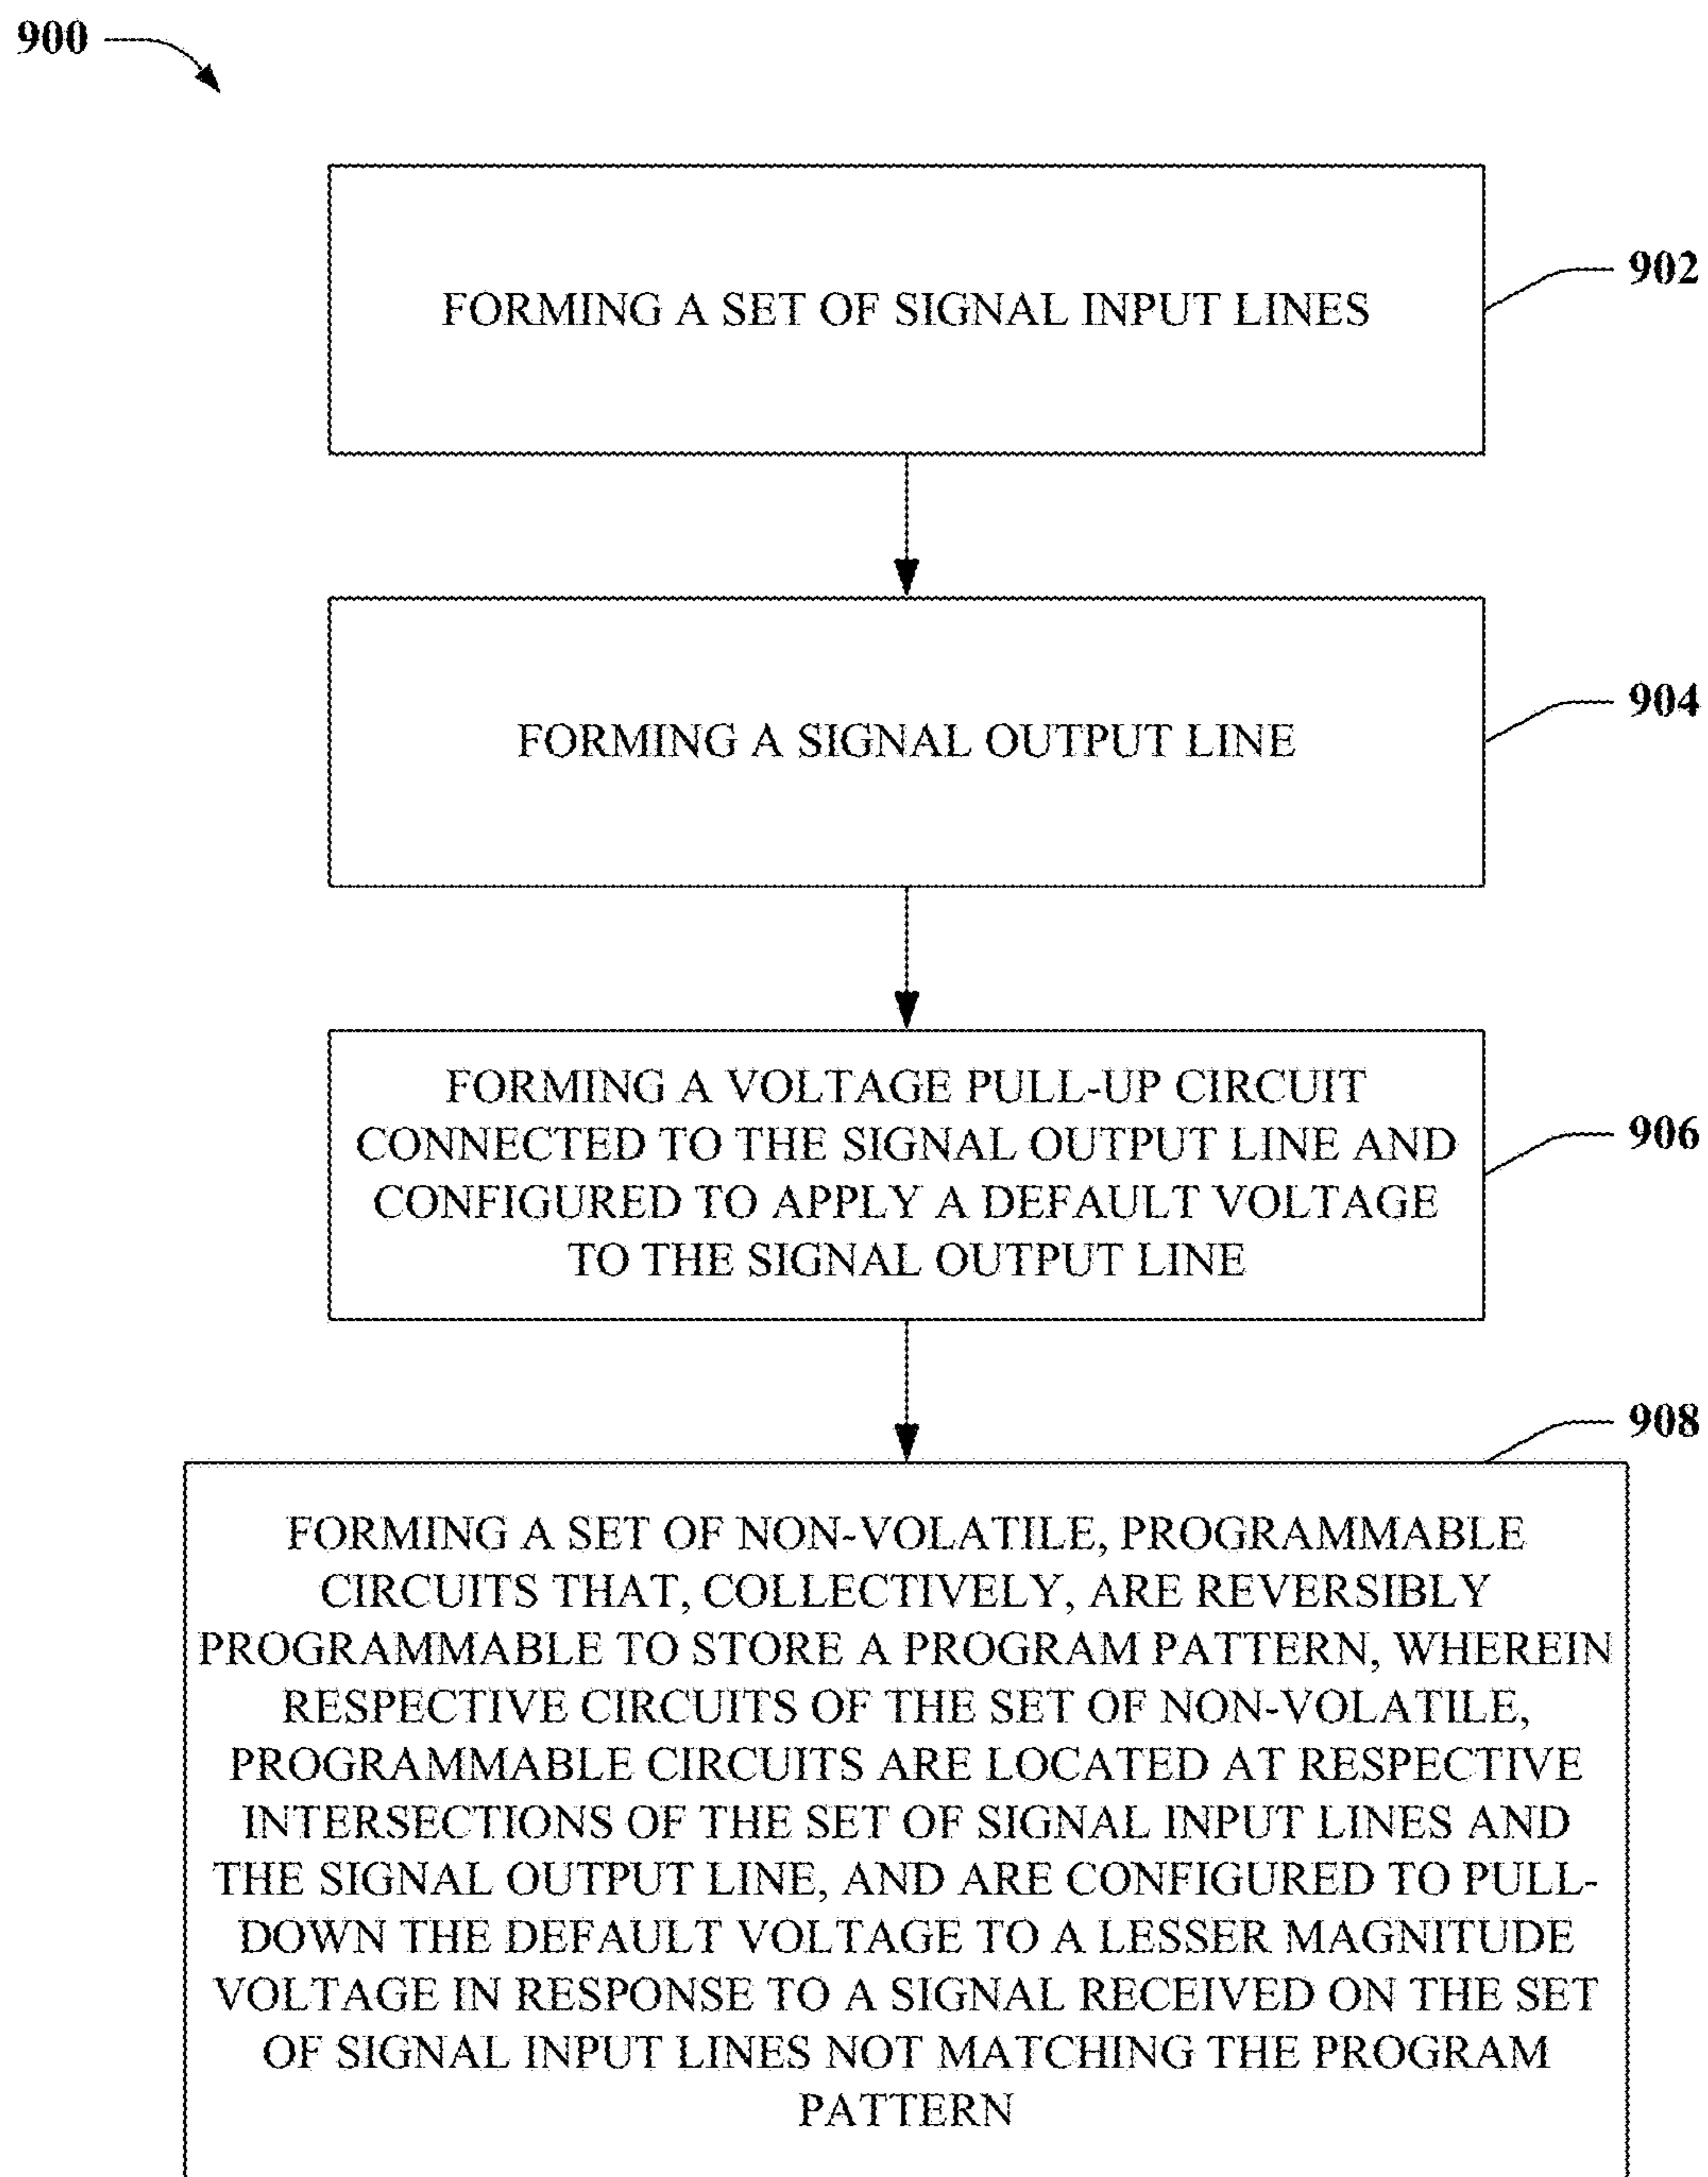 900
FORMING A SET OF SIGNAL INPUT LINES
902
FORMING A SIGNAL OUTPUT LINE
904
FORMING A VOLTAGE PULL-UP CIRCUIT
CONNECTED TO THE SIGNAL OUTPUT LINE AND
CONFIGURED TO APPLY A DEFAULT VOLTAGE
TO THE SIGNAL OUTPUT LINE
906
908
FORMING A SET OF NON-VOLATILE, PROGRAMMABLE
CIRCUITS THAT, COLLECTIVELY, ARE REVERSIBLY
PROGRAMMABLE TO STORE A PROGRAM PATTERN, WHEREIN
RESPECTIVE CIRCUITS OF THE SET OF NON-VOLATILE,
PROGRAMMABLE CIRCUITS ARE LOCATED AT RESPECTIVE
INTERSECTIONS OF THE SET OF SIGNAL INPUT LINES AND
THE SIGNAL OUTPUT LINE, AND ARE CONFIGURED TO PULL-
DOWN THE DEFAULT VOLTAGE TO A LESSER MAGNITUDE
VOLTAGE IN RESPONSE TO A SIGNAL RECEIVED ON THE SET
OF SIGNAL INPUT LINES NOT MATCHING THE PROGRAM
PATTERN